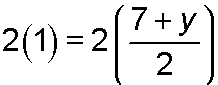 2(1) = 2((7 + y)/2)